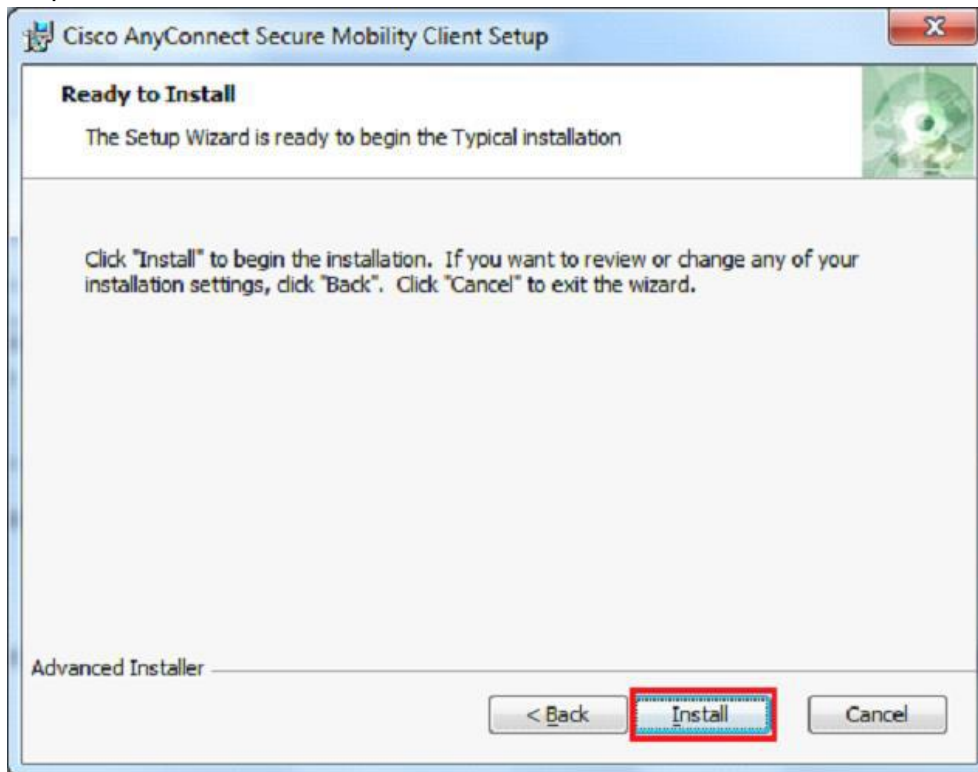 Cisco AnyConnect Secure Mobility Client Setup
Ready to Install
The Setup Wizard is ready to begin the Typical installation
Click "Install" to begin the installation. If you want to review or change any of your
installation settings, click "Back". Click "Cancel" to exit the wizard.
Advanced Installer
< Back Install Cancel